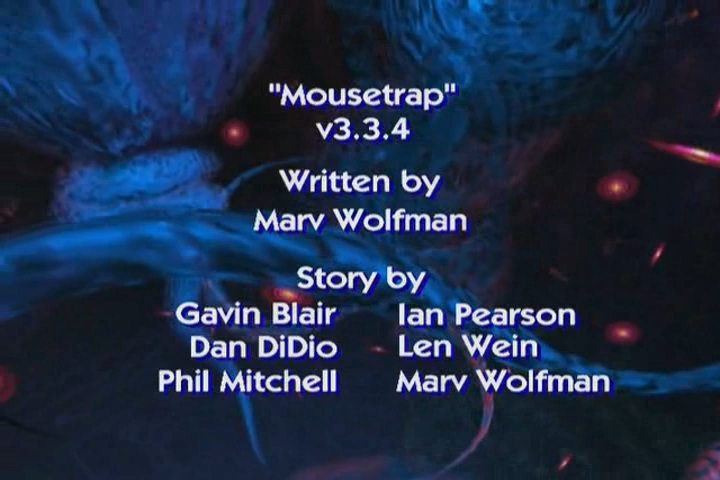 "Mousetrap"
v3.3.4
Written by
Marv Wolfman
Story by
Gavin Blair Ian Pearson
Dan DiDio Len Wein
Phil Mitchell Marv Wolfman